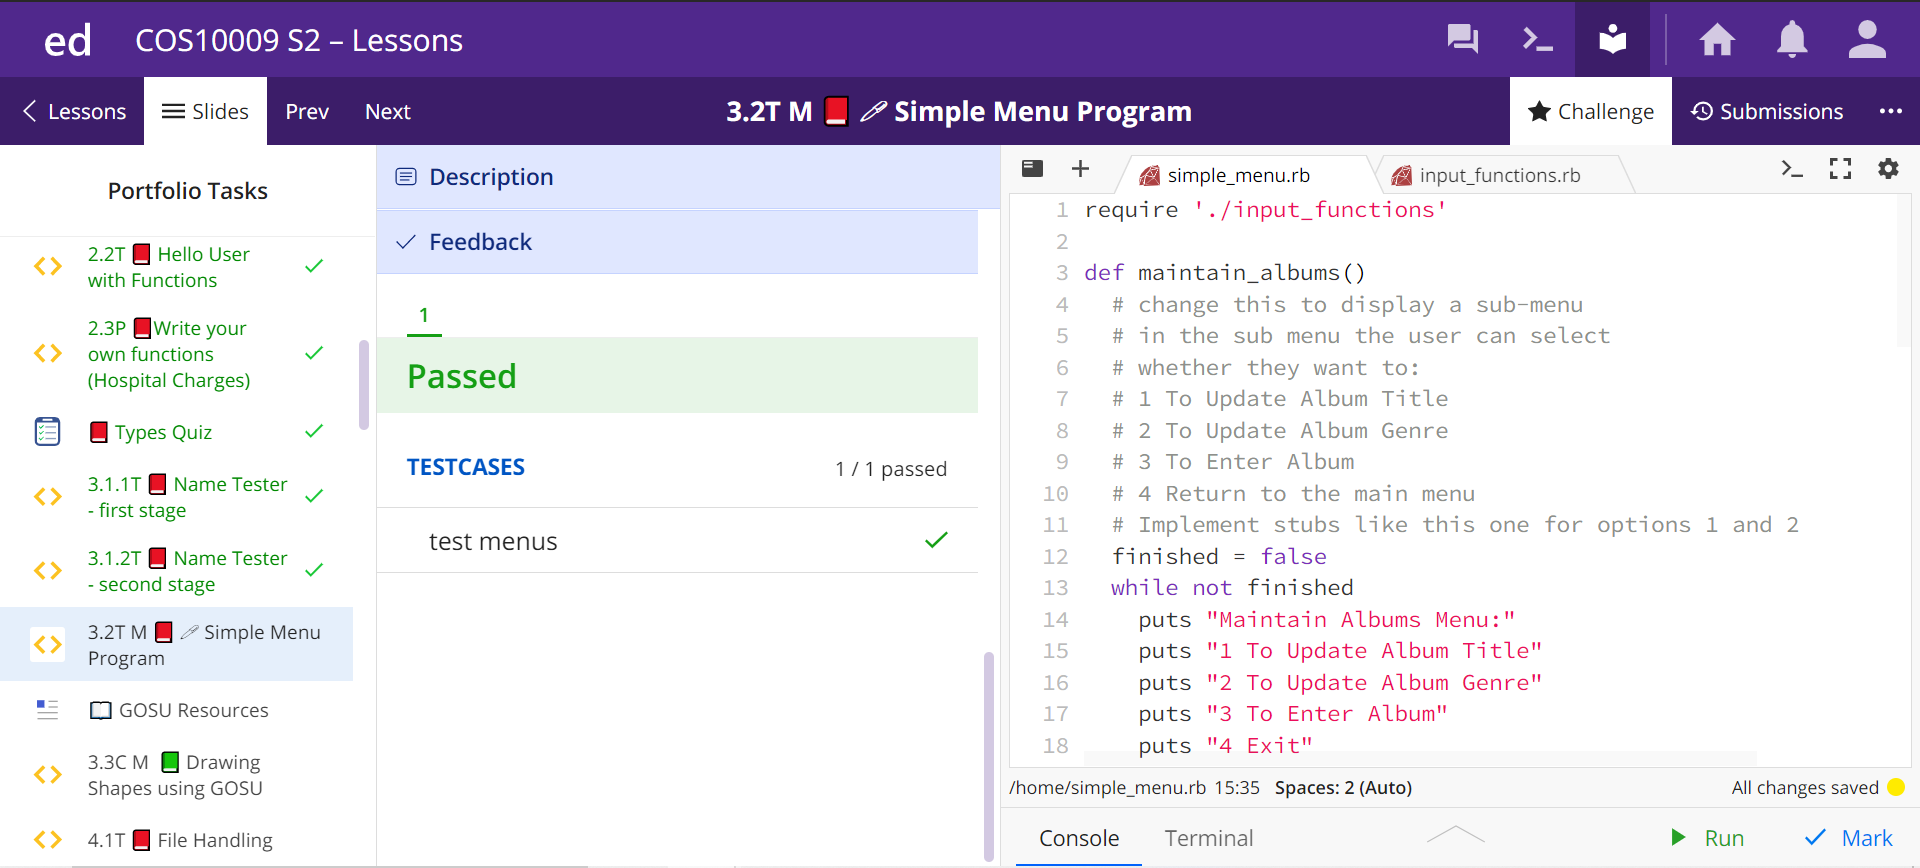 ed COS10009 S2 – Lessons
Lessons Slides Prev Next 3.2T M Simple Menu Program Challenge Submissions
Portfolio Tasks
2.2T Hello User
with Functions
2.3P Write your
own functions
(Hospital Charges)
Types Quiz
3.1.1T Name Tester
- first stage
3.1.2T Name Tester
- second stage
3.2T M Simple Menu
Program
GOSU Resources
3.3C M Drawing
Shapes using GOSU
4.1T File Handling
Description
Feedback
1
Passed
TESTCASES 1 / 1 passed
test menus
simple_menu.rb input_functions.rb
1 require './input_functions'
2
3 def maintain_albums()
4 # change this to display a sub-menu
5 # in the sub menu the user can select
6 # whether they want to:
7 # 1 To Update Album Title
8 # 2 To Update Album Genre
9 # 3 To Enter Album
10 # 4 Return to the main menu
11 # Implement stubs like this one for options 1 and 2
12 finished = false
13 while not finished
14 puts "Maintain Albums Menu:"
15 puts "1 To Update Album Title"
16 puts "2 To Update Album Genre"
17 puts "3 To Enter Album"
18 puts "4 Exit"
/home/simple_menu.rb 15:35 Spaces: 2 (Auto) All changes saved
Console Terminal Run Mark